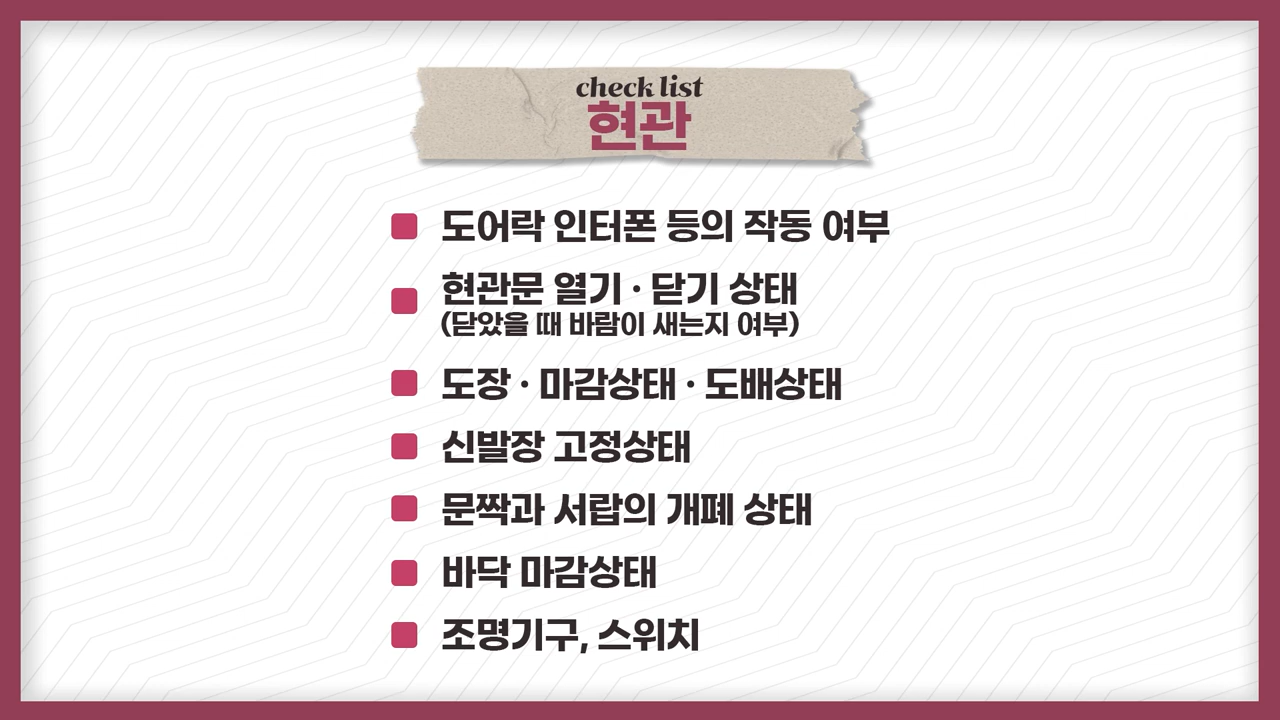 check list
현관
도어락 인터폰 등의 작동 여부
현관문 열기 · 닫기 상태
(닫았을 때 바람이 새는지 여부)
도장 · 마감상태 · 도배상태
신발장 고정상태
문짝과 서랍의 개폐 상태
바닥 마감상태
조명기구, 스위치